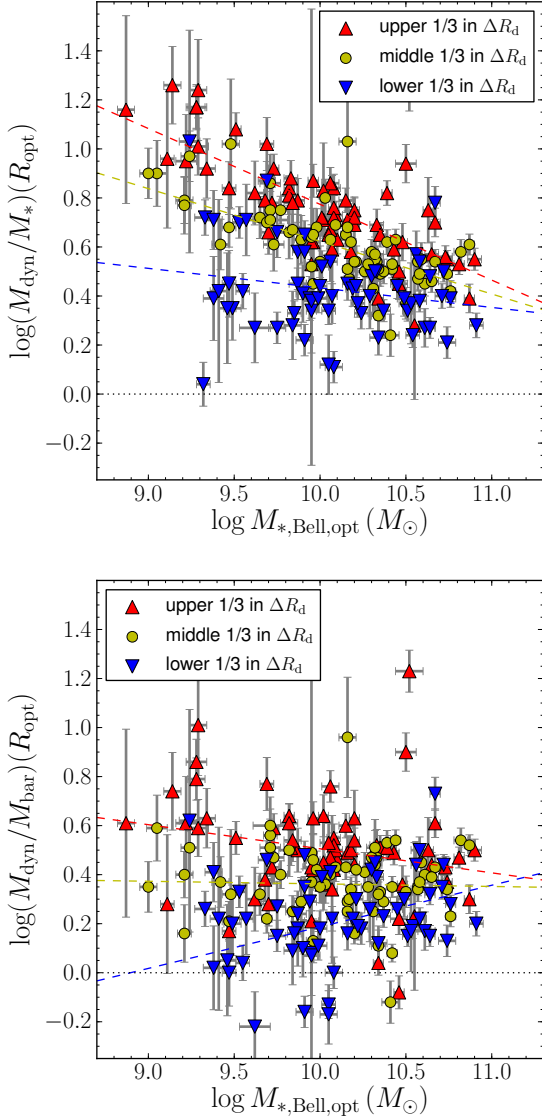 upper 1/3 in ΔR_d
middle 1/3 in ΔR_d
lower 1/3 in ΔR_d
1.4
1.2
1.0
0.8
0.6
0.4
0.2
0.0
−0.2
log(M_dyn/M_*)(R_opt)
9.0 9.5 10.0 10.5 11.0
log M_*,Bell,opt (M_⊙)
upper 1/3 in ΔR_d
middle 1/3 in ΔR_d
lower 1/3 in ΔR_d
1.4
1.2
1.0
0.8
0.6
0.4
0.2
0.0
−0.2
log(M_dyn/M_bar)(R_opt)
9.0 9.5 10.0 10.5 11.0
log M_*,Bell,opt (M_⊙)